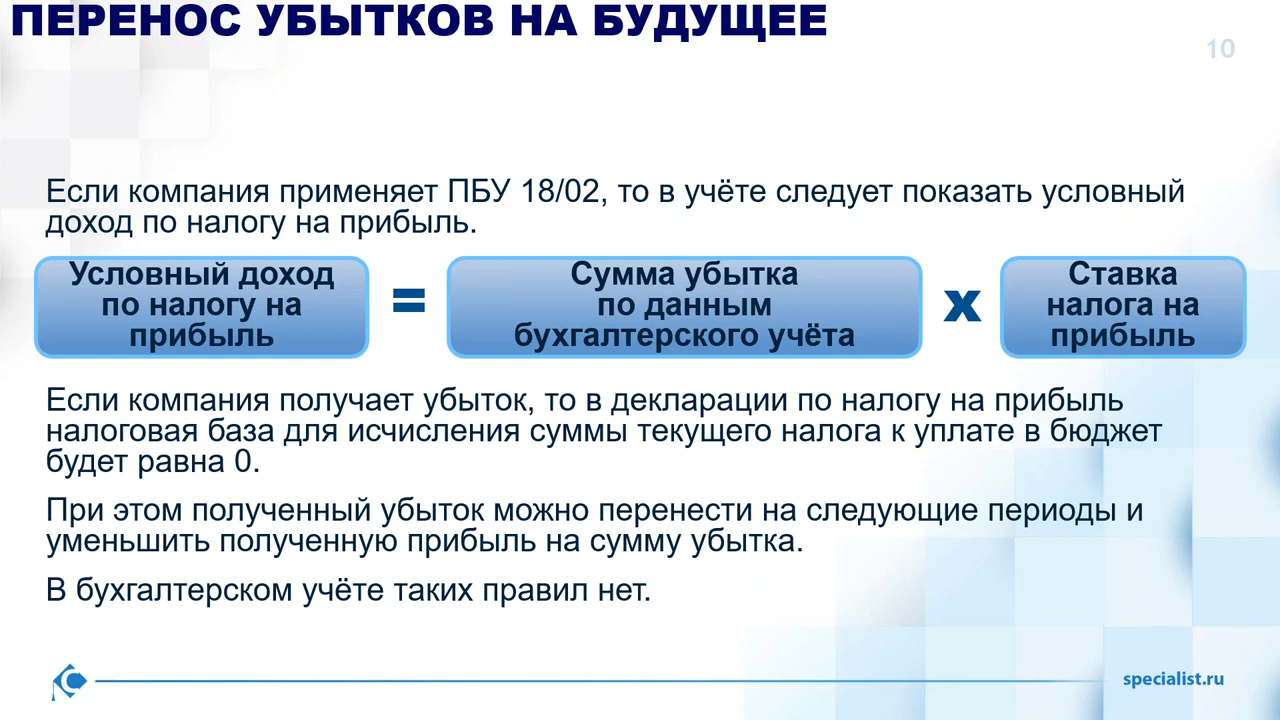 ПЕРЕНОС УБЫТКОВ НА БУДУЩЕЕ
10
Если компания применяет ПБУ 18/02, то в учёте следует показать условный
доход по налогу на прибыль.
Условный доход
по налогу на
прибыль
=
Сумма убытка
по данным
бухгалтерского учёта
x
Ставка
налога на
прибыль
Если компания получает убыток, то в декларации по налогу на прибыль
налоговая база для исчисления суммы текущего налога к уплате в бюджет
будет равна 0.
При этом полученный убыток можно перенести на следующие периоды и
уменьшить полученную прибыль на сумму убытка.
В бухгалтерском учёте таких правил нет.
specialist.ru